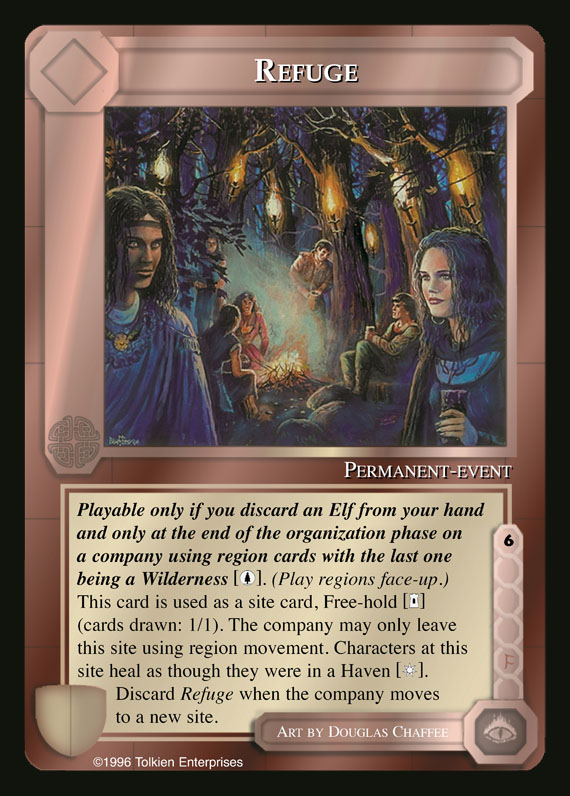 REFUGE
PERMANENT-EVENT
Playable only if you discard an Elf from your hand
and only at the end of the organization phase on
a company using region cards with the last one
being a Wilderness []. (Play regions face-up.)
This card is used as a site card, Free-hold []
(cards drawn: 1/1). The company may only leave
this site using region movement. Characters at this
site heal as though they were in a Haven [].
Discard Refuge when the company moves
to a new site.
6
F
ART BY DOUGLAS CHAFFEE
©1996 Tolkien Enterprises